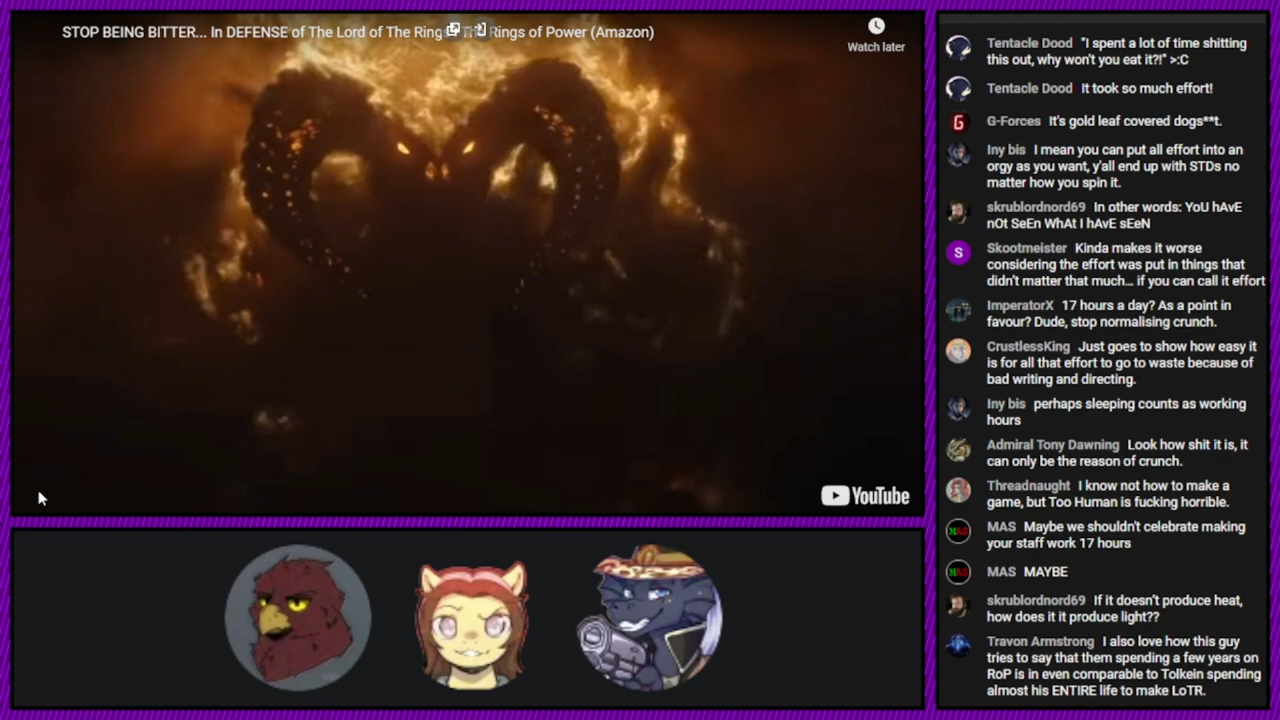 STOP BEING BITTER... In DEFENSE of The Lord of The Rings Rings of Power (Amazon)
Watch later
YouTube
Tentacle Dood "I spent a lot of time shitting
this out, why won't you eat it?!" >:C
Tentacle Dood It took so much effort!
G
G-Forces It's gold leaf covered dogs**t.
Iny bis I mean you can put all effort into an
orgy as you want, y'all end up with STDs no
matter how you spin it.
skrublordnord69 In other words: YoU hAvE
nOt SeEn WhAt I hAvE sEeN
S
Skootmeister Kinda makes it worse
considering the effort was put in things that
didn't matter that much... if you can call it effort
ImperatorX 17 hours a day? As a point in
favour? Dude, stop normalising crunch.
CrustlessKing Just goes to show how easy it
is for all that effort to go to waste because of
bad writing and directing.
Iny bis perhaps sleeping counts as working
hours
Admiral Tony Dawning Look how shit it is, it
can only be the reason of crunch.
Threadnaught I know not how to make a
game, but Too Human is fucking horrible.
MAS
MAS Maybe we shouldn't celebrate making
your staff work 17 hours
MAS
MAS MAYBE
skrublordnord69 If it doesn't produce heat,
how does it it produce light??
Travon Armstrong I also love how this guy
tries to say that them spending a few years on
RoP is in even comparable to Tolkein spending
almost his ENTIRE life to make LoTR.